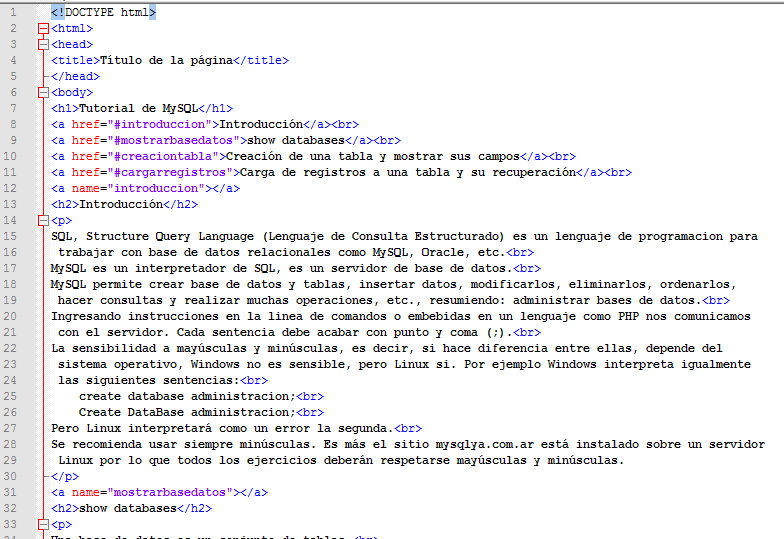 1 <!DOCTYPE html>
2 <html>
3 <head>
4 <title>Título de la página</title>
5 </head>
6 <body>
7 <h1>Tutorial de MySQL</h1>
8 <a href="#introduccion">Introducción</a><br>
9 <a href="#mostrarbasedatos">show databases</a><br>
10 <a href="#creaciontabla">Creación de una tabla y mostrar sus campos</a><br>
11 <a href="#cargarregistros">Carga de registros a una tabla y su recuperación</a><br>
12 <a name="introduccion"></a>
13 <h2>Introducción</h2>
14 <p>
15 SQL, Structure Query Language (Lenguaje de Consulta Estructurado) es un lenguaje de programacion para
16 trabajar con base de datos relacionales como MySQL, Oracle, etc.<br>
17 MySQL es un interpretador de SQL, es un servidor de base de datos.<br>
18 MySQL permite crear base de datos y tablas, insertar datos, modificarlos, eliminarlos, ordenarlos,
19 hacer consultas y realizar muchas operaciones, etc., resumiendo: administrar bases de datos.<br>
20 Ingresando instrucciones en la linea de comandos o embebidas en un lenguaje como PHP nos comunicamos
21 con el servidor. Cada sentencia debe acabar con punto y coma (;).<br>
22 La sensibilidad a mayúsculas y minúsculas, es decir, si hace diferencia entre ellas, depende del
23 sistema operativo, Windows no es sensible, pero Linux si. Por ejemplo Windows interpreta igualmente
24 las siguientes sentencias:<br>
25 create database administracion;<br>
26 Create DataBase administracion;<br>
27 Pero Linux interpretará como un error la segunda.<br>
28 Se recomienda usar siempre minúsculas. Es más el sitio mysqlya.com.ar está instalado sobre un servidor
29 Linux por lo que todos los ejercicios deberán respetarse mayúsculas y minúsculas.
30 </p>
31 <a name="mostrarbasedatos"></a>
32 <h2>show databases</h2>
33 <p>